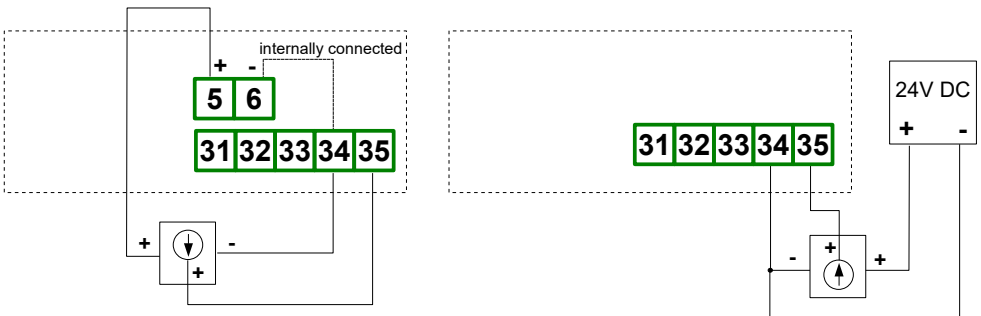 internally connected
+ -
5 6
31 32 33 34 35
+ -
+
31 32 33 34 35
24V DC
+ -
- + +